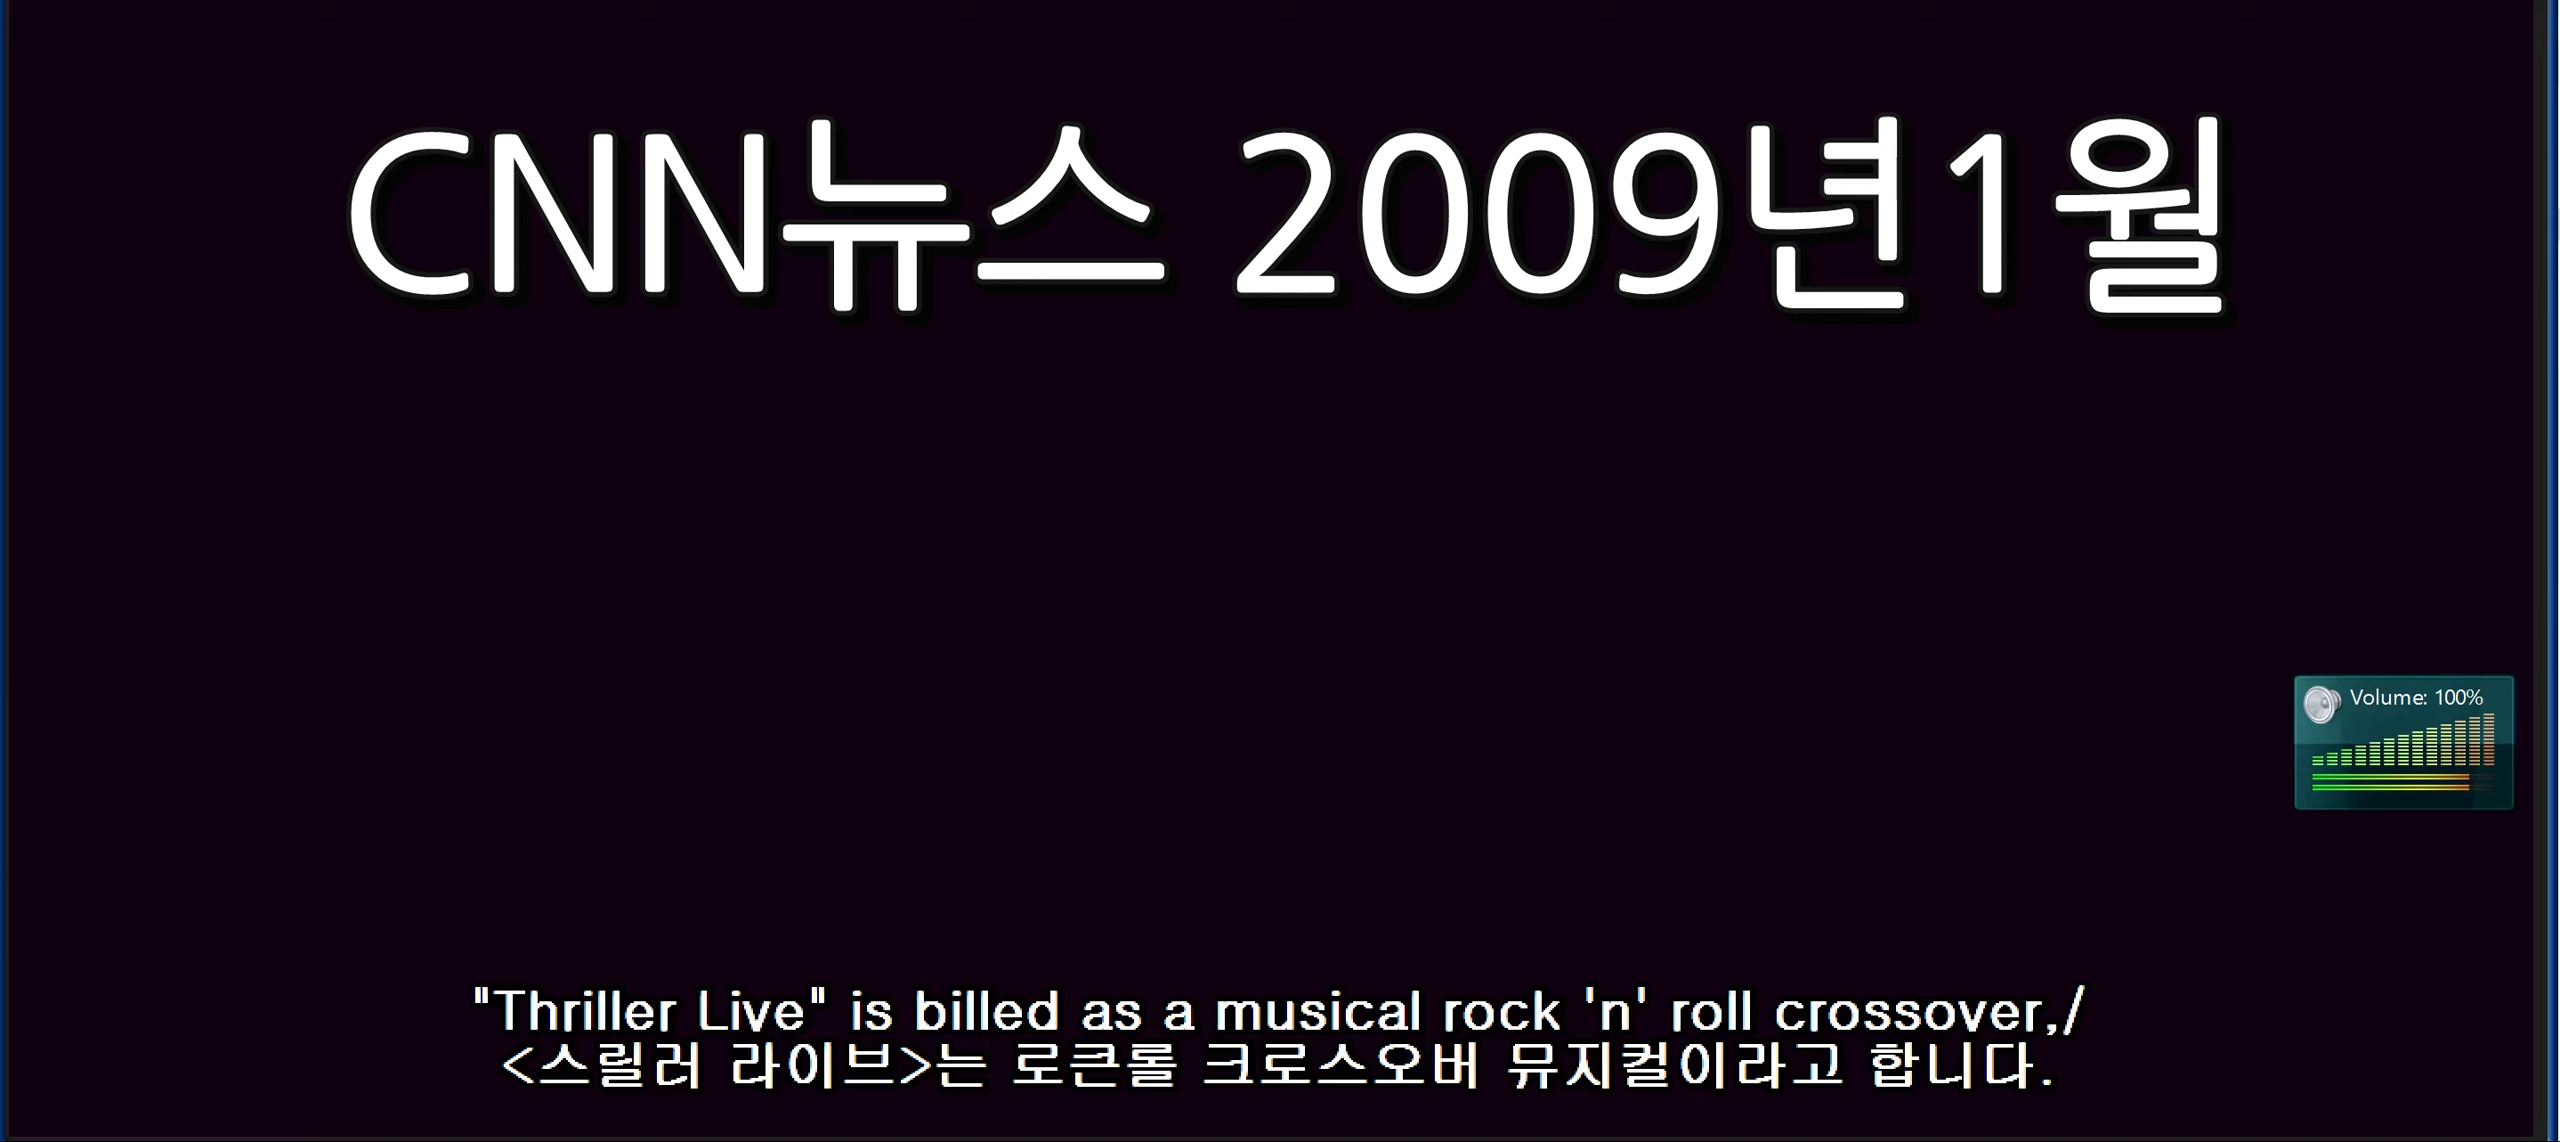 CNN뉴스 2009년1월
Volume: 100%
"Thriller Live" is billed as a musical rock 'n' roll crossover,/
<스릴러 라이브>는 로큰롤 크로스오버 뮤지컬이라고 합니다.